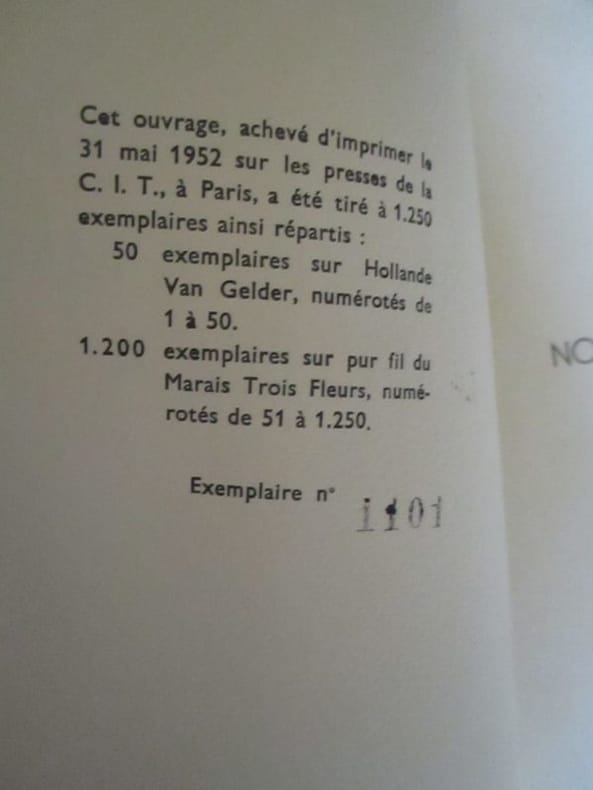 Cet ouvrage, achevé d'imprimer le
31 mai 1952 sur les presses de la
C. I. T., à Paris, a été tiré à 1.250
exemplaires ainsi répartis :
50 exemplaires sur Hollande
Van Gelder, numérotés de
1 à 50.
1.200 exemplaires sur pur fil du
Marais Trois Fleurs, numé-
rotés de 51 à 1.250.
Exemplaire n° 1101